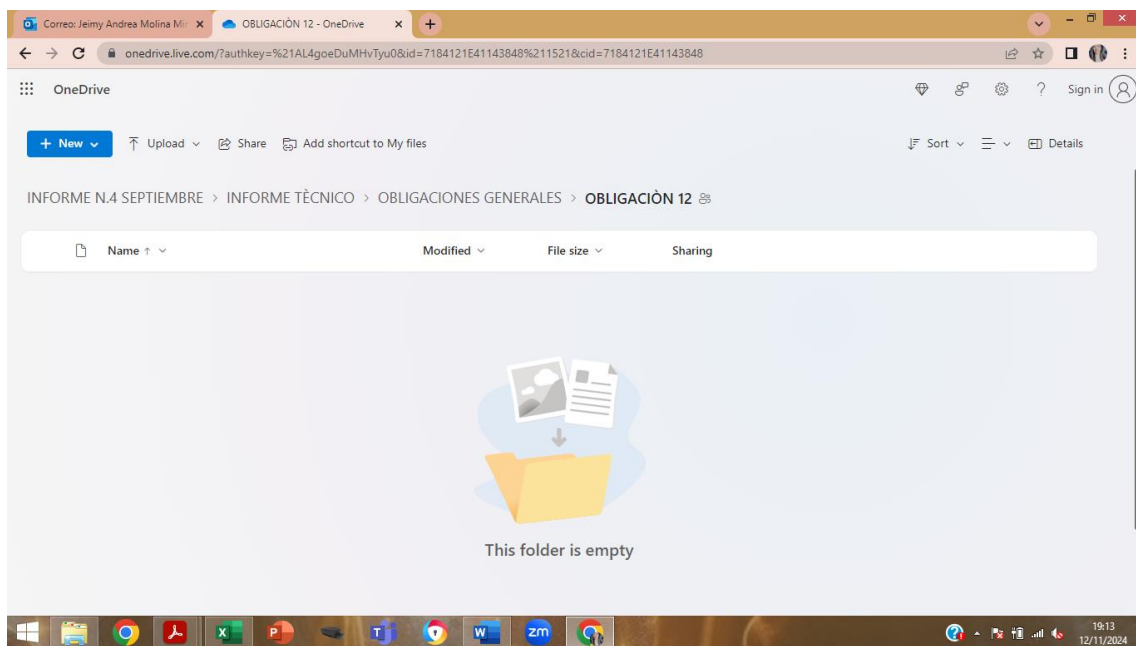 Correo: Jeimy Andrea Molina Mir
OBLIGACIÒN 12 - OneDrive
onedrive.live.com/?authkey=%21AL4goeDuMHvTyu0&id=7184121E41143848%211521&cid=7184121E41143848
OneDrive
Sign in
New
Upload
Share
Add shortcut to My files
Sort
Details
INFORME N.4 SEPTIEMBRE > INFORME TÈCNICO > OBLIGACIONES GENERALES > OBLIGACIÒN 12
Name
Modified
File size
Sharing
This folder is empty
19:13
12/11/2024